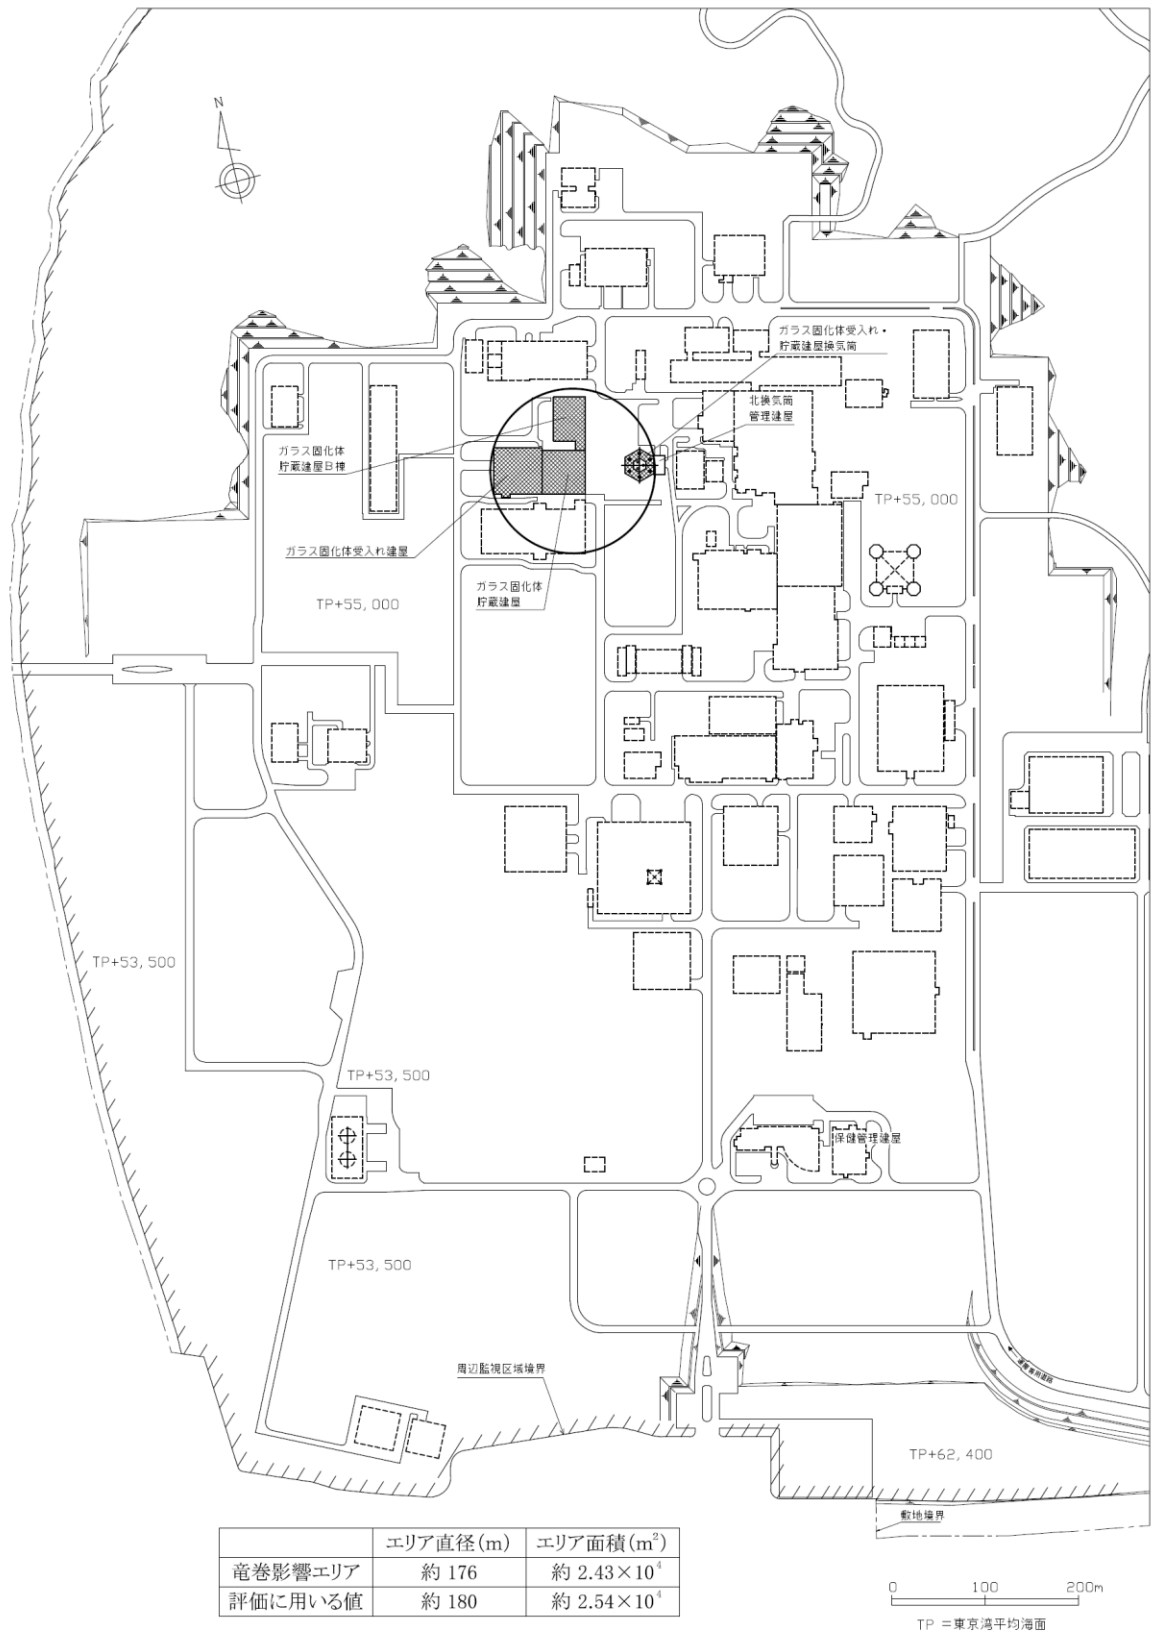 N
ガラス固化体受入れ・
貯蔵建屋換気筒
北換気筒
管理建屋
ガラス固化体
貯蔵建屋B棟
TP+55,000
ガラス固化体受入れ建屋
ガラス固化体
貯蔵建屋
TP+55,000
TP+53,500
TP+53,500
保健管理建屋
TP+53,500
周辺監視区域境界
TP+62,400
敷地境界
エリア直径(m) エリア面積(m²)
竜巻影響エリア 約 176 約 2.43×10⁴
評価に用いる値 約 180 約 2.54×10⁴
0 100 200m
TP =東京湾平均海面